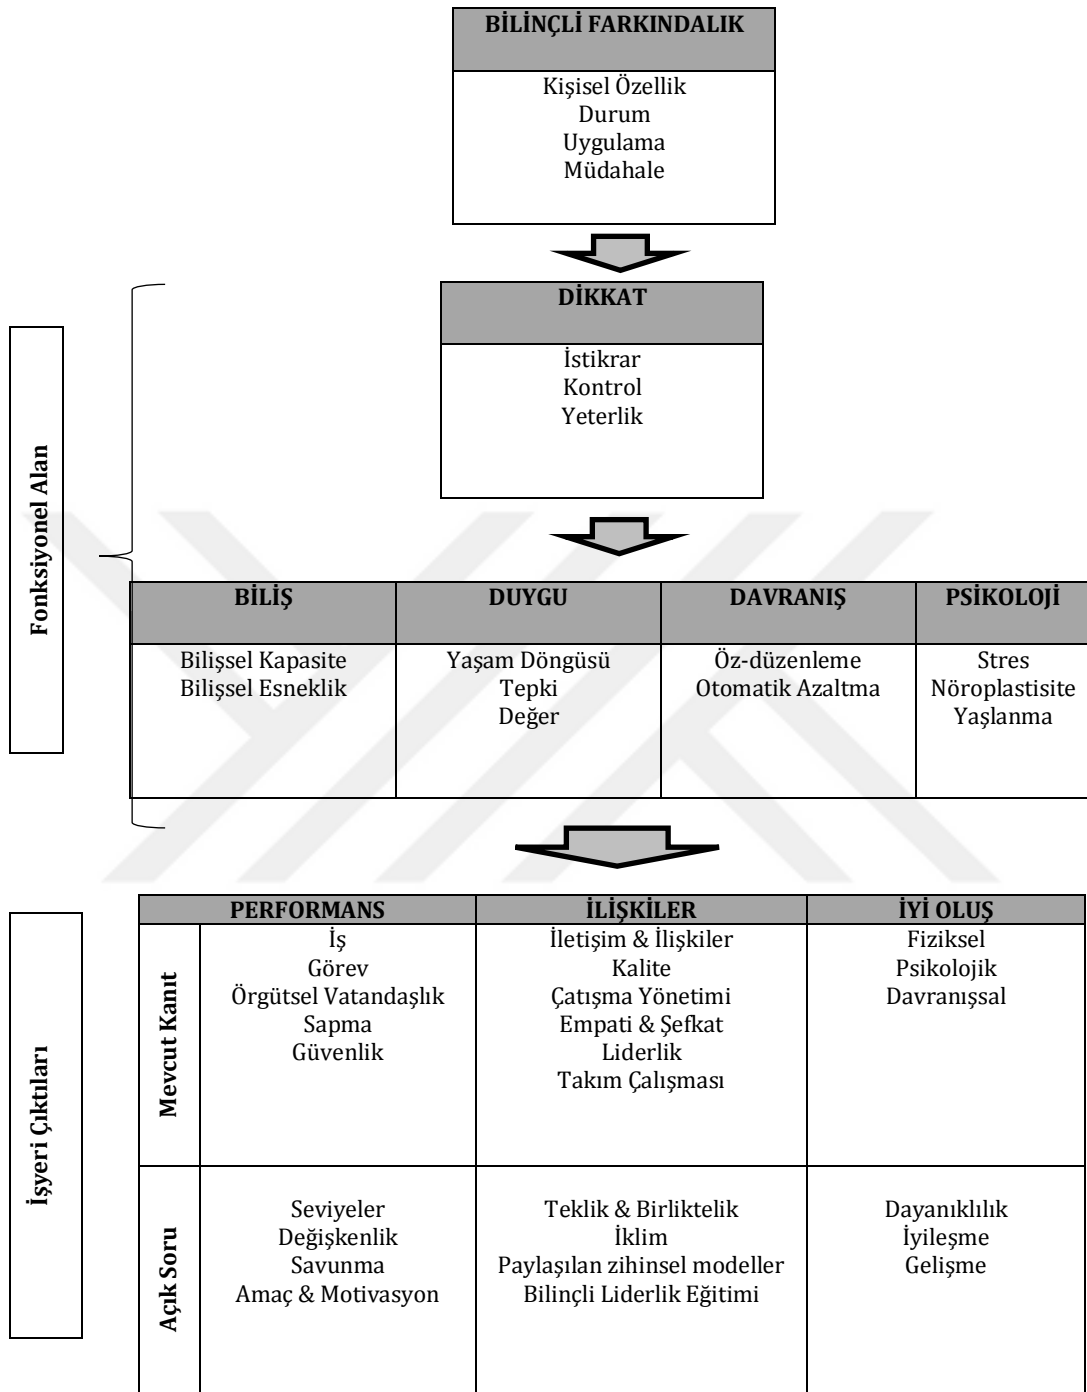 BİLİNÇLİ FARKINDALIK
Kişisel Özellik
Durum
Uygulama
Müdahale
DİKKAT
İstikrar
Kontrol
Yeterlik
Fonksiyonel Alan
BİLİŞ
Bilişsel Kapasite
Bilişsel Esneklik
DUYGU
Yaşam Döngüsü
Tepki
Değer
DAVRANIŞ
Öz-düzenleme
Otomatik Azaltma
PSİKOLOJİ
Stres
Nöroplastisite
Yaşlanma
İşyeri Çıktıları
PERFORMANS
İLİŞKİLER
İYİ OLUŞ
Mevcut Kanıt
İş
Görev
Örgütsel Vatandaşlık
Sapma
Güvenlik
İletişim & İlişkiler
Kalite
Çatışma Yönetimi
Empati & Şefkat
Liderlik
Takım Çalışması
Fiziksel
Psikolojik
Davranışsal
Açık Soru
Seviyeler
Değişkenlik
Savunma
Amaç & Motivasyon
Teklik & Birliktelik
İklim
Paylaşılan zihinsel modeller
Bilinçli Liderlik Eğitimi
Dayanıklılık
İyileşme
Gelişme